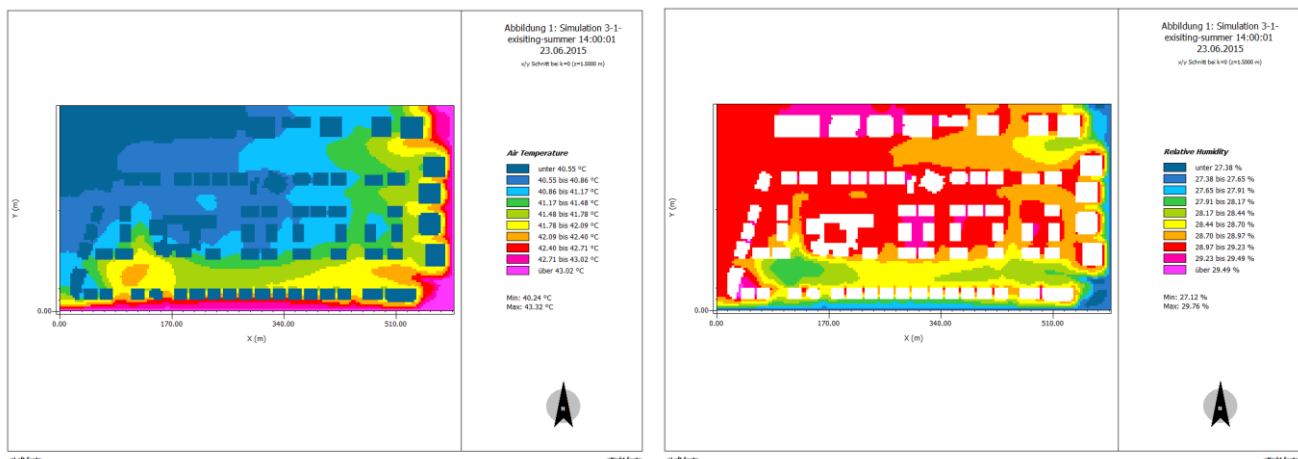 Abbildung 1: Simulation 3-1-
exisiting-summer 14:00:01
23.06.2015
x/y Schnitt bei k=0 (z=1.5000 m)
Air Temperature
unter 40.55 °C
40.55 bis 40.86 °C
40.86 bis 41.17 °C
41.17 bis 41.48 °C
41.48 bis 41.78 °C
41.78 bis 42.09 °C
42.09 bis 42.40 °C
42.40 bis 42.71 °C
42.71 bis 43.02 °C
über 43.02 °C
Min: 40.24 °C
Max: 43.32 °C
Y (m)
0.00
0.00 170.00 340.00 510.00
X (m)
N
Abbildung 1: Simulation 3-1-
exisiting-summer 14:00:01
23.06.2015
x/y Schnitt bei k=0 (z=1.5000 m)
Relative Humidity
unter 27.38 %
27.38 bis 27.65 %
27.65 bis 27.91 %
27.91 bis 28.17 %
28.17 bis 28.44 %
28.44 bis 28.70 %
28.70 bis 28.97 %
28.97 bis 29.23 %
29.23 bis 29.49 %
über 29.49 %
Min: 27.12 %
Max: 29.76 %
Y (m)
0.00
0.00 170.00 340.00 510.00
X (m)
N